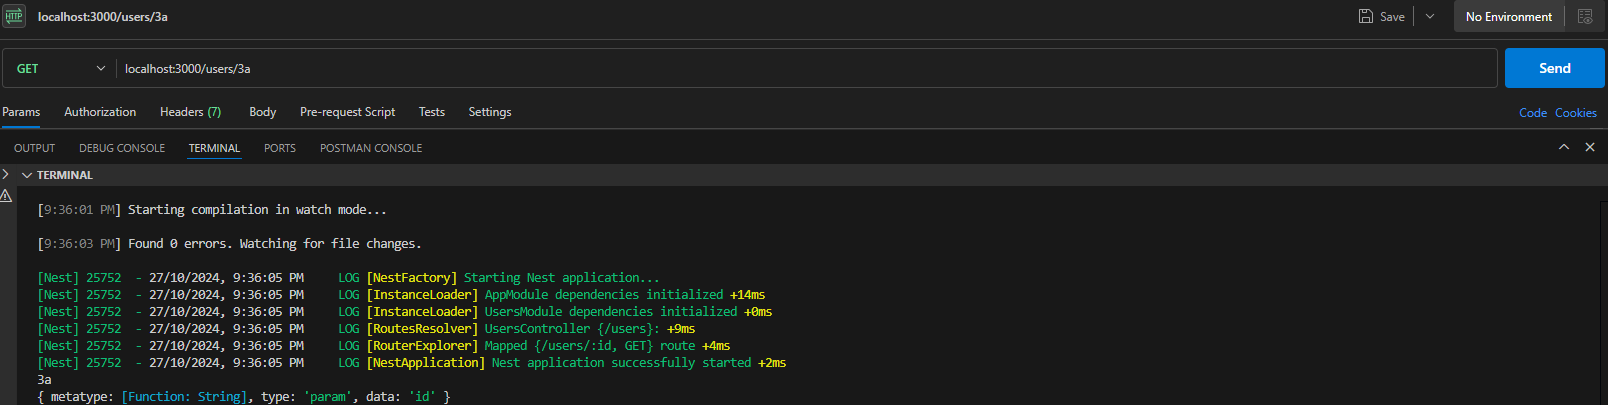 HTTP
localhost:3000/users/3a
Save
No Environment
GET
localhost:3000/users/3a
Send
Params
Authorization
Headers (7)
Body
Pre-request Script
Tests
Settings
Code
Cookies
OUTPUT
DEBUG CONSOLE
TERMINAL
PORTS
POSTMAN CONSOLE
TERMINAL
[9:36:01 PM] Starting compilation in watch mode...
[9:36:03 PM] Found 0 errors. Watching for file changes.
[Nest] 25752  - 27/10/2024, 9:36:05 PM     LOG [NestFactory] Starting Nest application...
[Nest] 25752  - 27/10/2024, 9:36:05 PM     LOG [InstanceLoader] AppModule dependencies initialized +14ms
[Nest] 25752  - 27/10/2024, 9:36:05 PM     LOG [InstanceLoader] UsersModule dependencies initialized +0ms
[Nest] 25752  - 27/10/2024, 9:36:05 PM     LOG [RoutesResolver] UsersController {/users}: +9ms
[Nest] 25752  - 27/10/2024, 9:36:05 PM     LOG [RouterExplorer] Mapped {/users/:id, GET} route +4ms
[Nest] 25752  - 27/10/2024, 9:36:05 PM     LOG [NestApplication] Nest application successfully started +2ms
3a
{ metatype: [Function: String], type: 'param', data: 'id' }